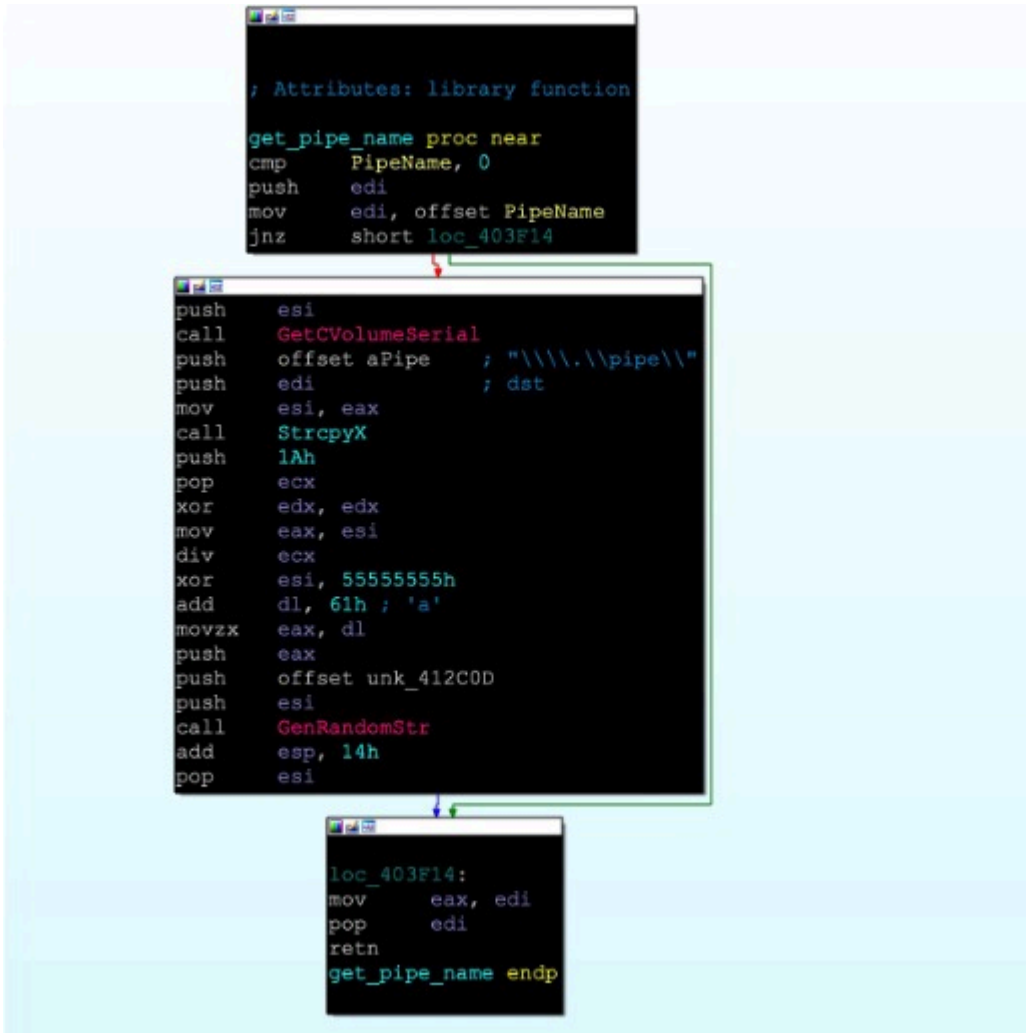 ; Attributes: library function
get_pipe_name proc near
cmp PipeName, 0
push edi
mov edi, offset PipeName
jnz short loc_403F14
push esi
call GetCVolumeSerial
push offset aPipe ; "\\\\.\\pipe\\"
push edi ; dst
mov esi, eax
call StrcpyX
push 1Ah
pop ecx
xor edx, edx
mov eax, esi
div ecx
xor esi, 55555555h
add dl, 61h ; 'a'
movzx eax, dl
push eax
push offset unk_412C0D
push esi
call GenRandomStr
add esp, 14h
pop esi
loc_403F14:
mov eax, edi
pop edi
retn
get_pipe_name endp